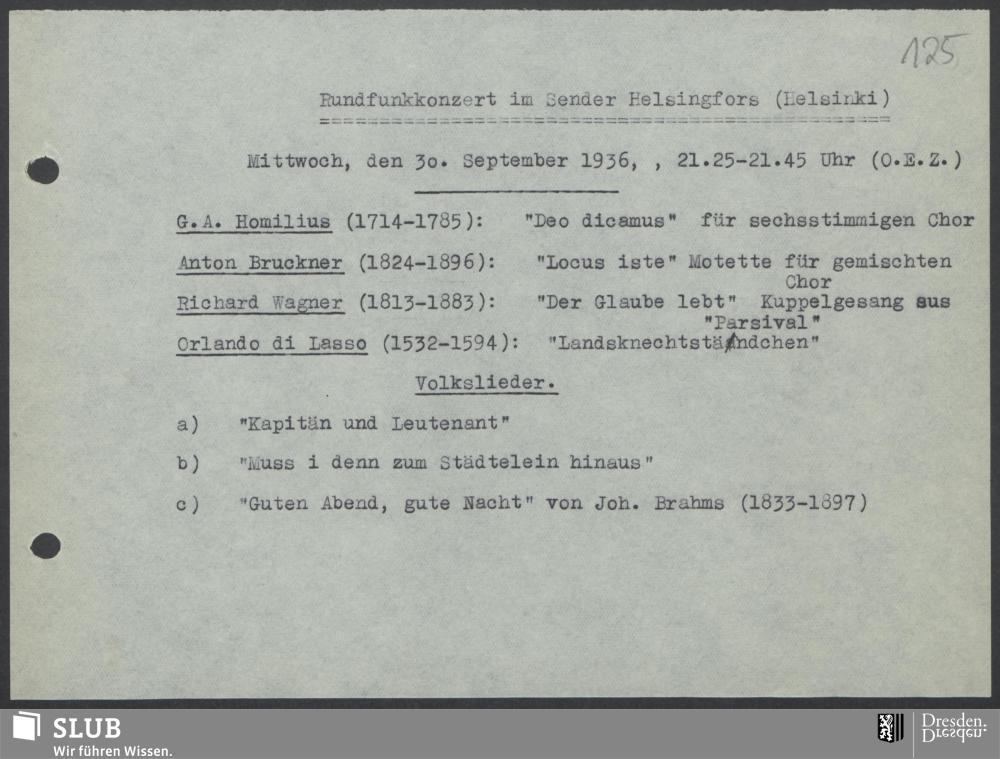 125
Rundfunkkonzert im Sender Helsingfors (Helsinki)
================================================
Mittwoch, den 3o. September 1936, , 21.25-21.45 Uhr (O.E.Z.)
G.A. Homilius (1714-1785): "Deo dicamus" für sechsstimmigen Chor
Anton Bruckner (1824-1896): "Locus iste" Motette für gemischten
Chor
Richard Wagner (1813-1883): "Der Glaube lebt" Kuppelgesang aus
"Parsival"
Orlando di Lasso (1532-1594): "Landsknechtständchen"
Volkslieder.
a) "Kapitän und Leutenant"
b) "Muss i denn zum Städtelein hinaus"
c) "Guten Abend, gute Nacht" von Joh. Brahms (1833-1897)
SLUB
Wir führen Wissen.
Dresden.
Dresden.